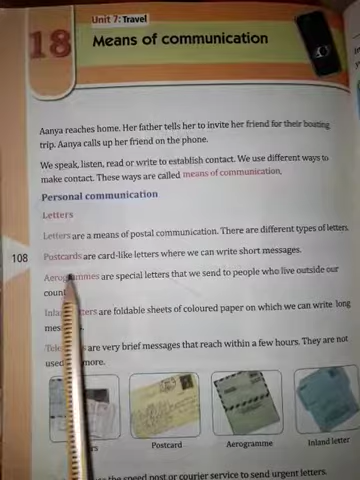 Unit 7: Travel
18 Means of communication
Aanya reaches home. Her father tells her to invite her friend for their boating
trip. Aanya calls up her friend on the phone.
We speak, listen, read or write to establish contact. We use different ways to
make contact. These ways are called means of communication.
Personal communication
Letters
Letters are a means of postal communication. There are different types of letters.
108
Postcards are card-like letters where we can write short messages.
Aerogrammes are special letters that we send to people who live outside our
are foldable sheets of coloured paper on which we can write long
are very brief messages that reach within a few hours. They are not
used more.
Postcard
Aerogramme
Inland letter
the speed post or courier service to send urgent letters.